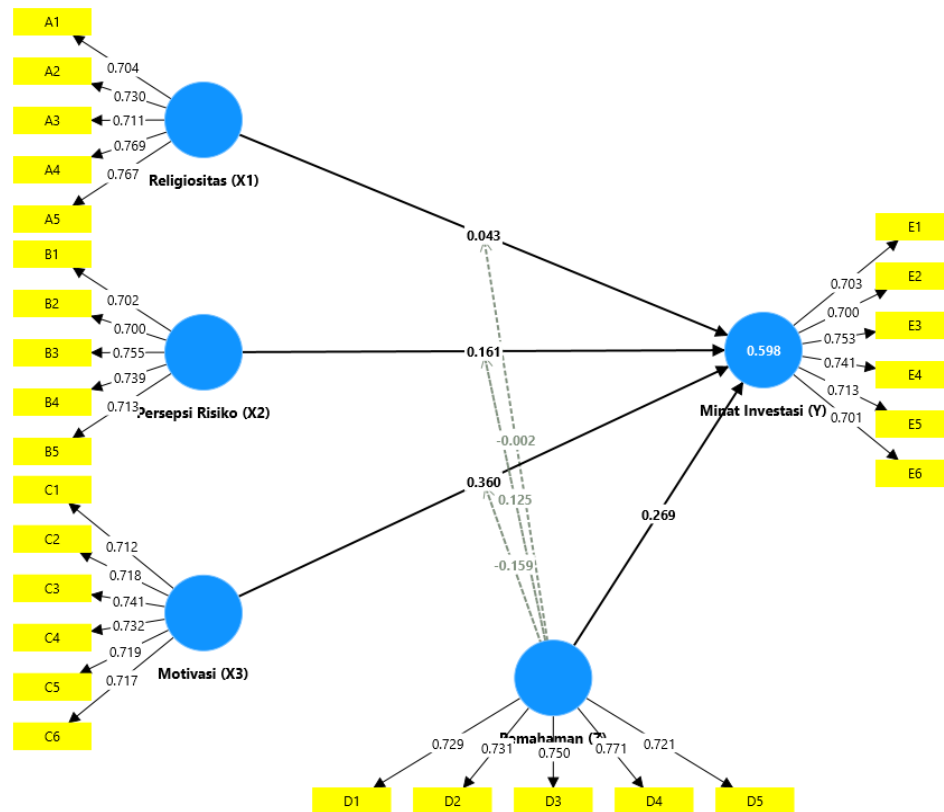 A1
0.704
A2
0.730
A3
0.711
A4
0.769
A5
0.767
Religiositas (X1)
B1
0.702
B2
0.700
B3
0.755
B4
0.739
B5
0.713
Persepsi Risiko (X2)
C1
0.712
C2
0.718
C3
0.741
C4
0.732
C5
0.719
C6
0.717
Motivasi (X3)
0.043
0.161
0.360
-0.002
0.125
-0.159
0.269
0.598
Minat Investasi (Y)
E1
0.703
E2
0.700
E3
0.753
E4
0.741
E5
0.713
E6
0.701
Pemahaman (Z)
0.729
0.731
0.750
0.771
0.721
D1
D2
D3
D4
D5